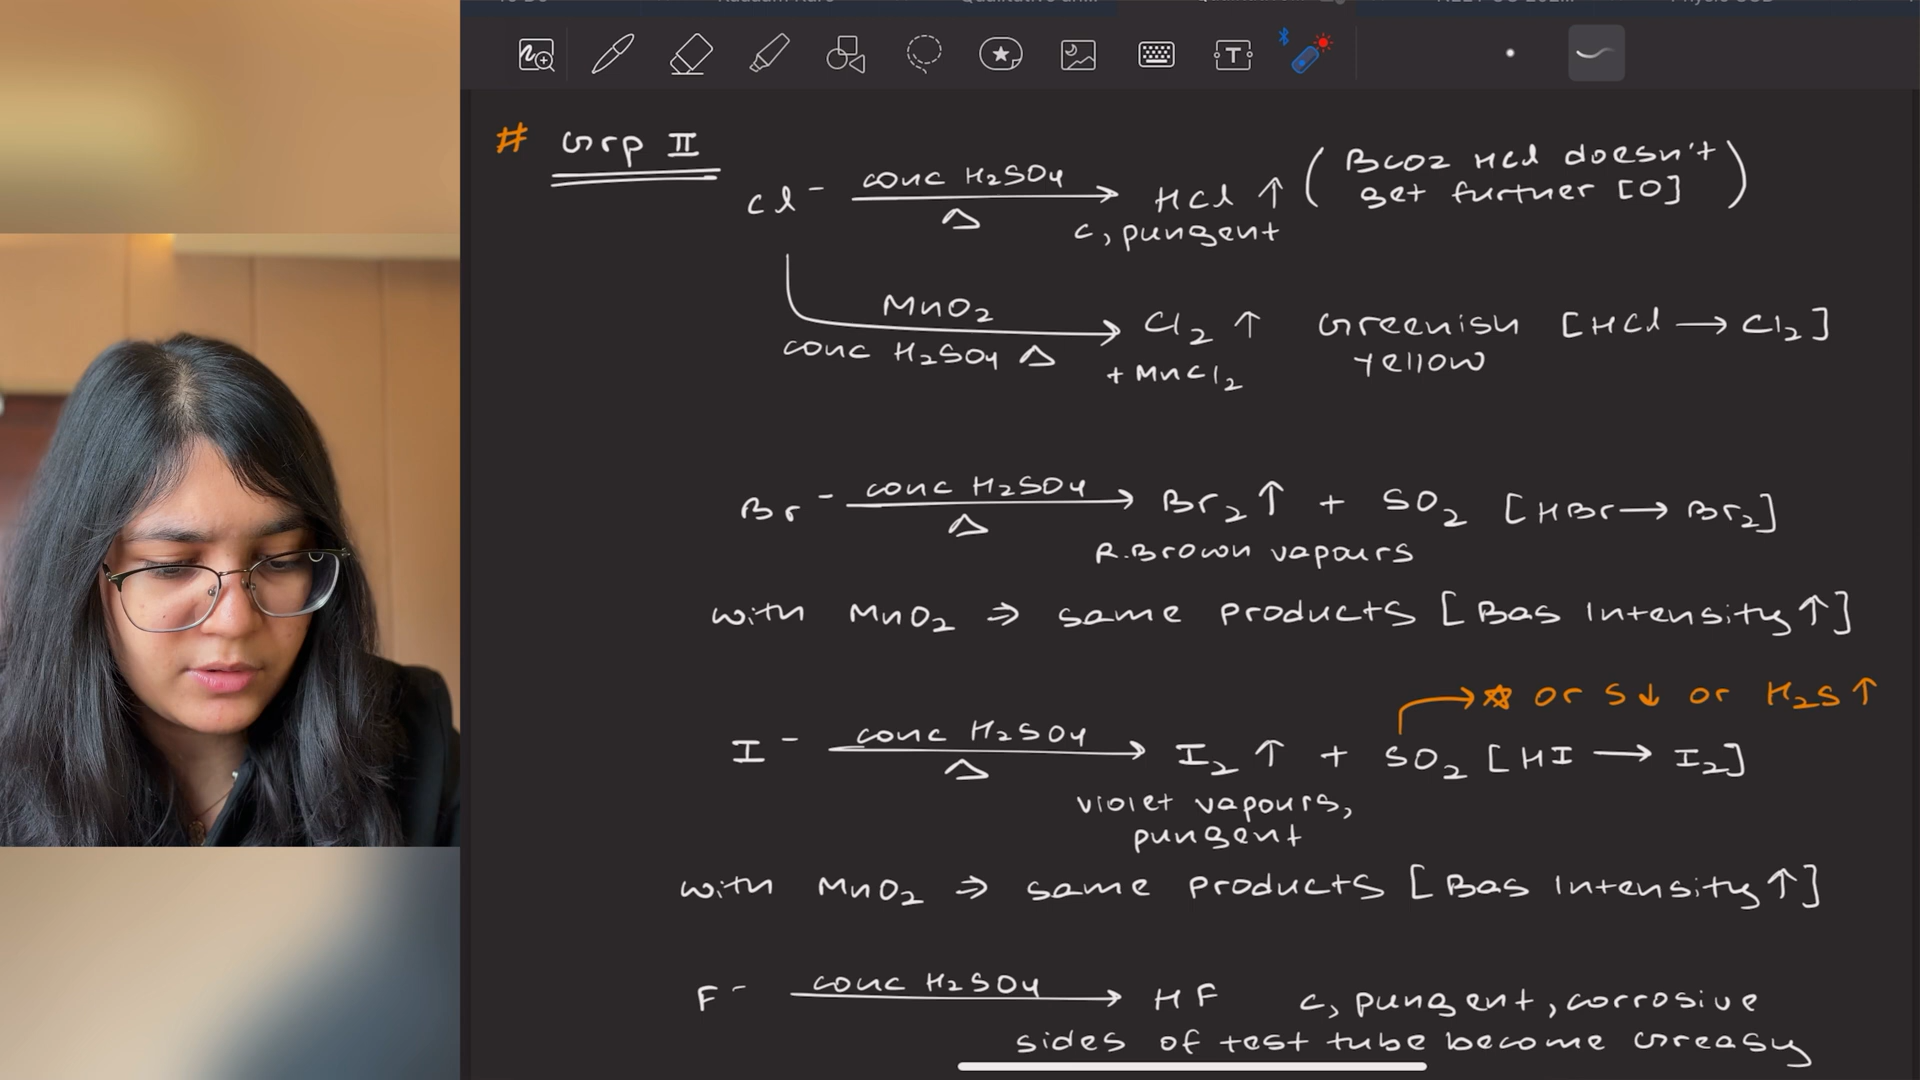 # Grp II
Cl⁻ conc H₂SO₄ Δ → HCl ↑ (Bcoz HCl doesn't get further [O])
c, pungent
MnO₂ conc H₂SO₄ Δ → Cl₂ ↑ Greenish yellow [HCl → Cl₂]
+ MnCl₂
Br⁻ conc H₂SO₄ Δ → Br₂ ↑ + SO₂ [HBr → Br₂]
R.Brown vapours
with MnO₂ ⇒ same products [Bas Intensity ↑]
→ ☆ or S ↓ or H₂S ↑
I⁻ conc H₂SO₄ Δ → I₂ ↑ + SO₂ [HI → I₂]
violet vapours,
pungent
with MnO₂ ⇒ same products [Bas Intensity ↑]
F⁻ conc H₂SO₄ → HF c, pungent, corrosive
sides of test tube become Greasy